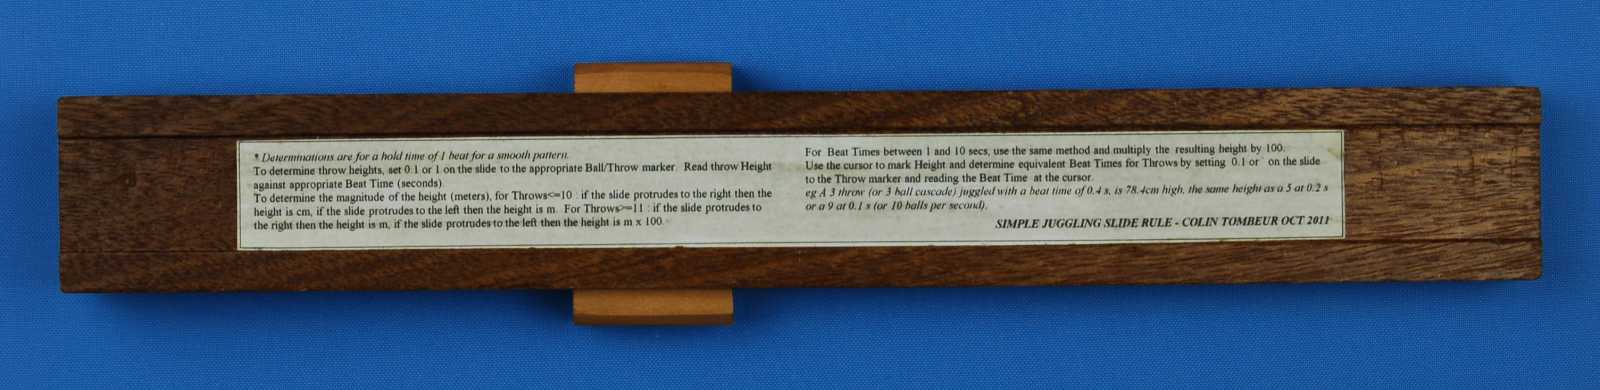 * Determinations are for a hold time of 1 beat for a smooth pattern.
To determine throw heights, set 0.1 or 1 on the slide to the appropriate Ball/Throw marker. Read throw Height
against appropriate Beat Time (seconds)
To determine the magnitude of the height (meters), for Throws<=10 : if the slide protrudes to the right then the
height is cm, if the slide protrudes to the left then the height is m. For Throws>=11 : if the slide protrudes to
the right then the height is m, if the slide protrudes to the left then the height is m x 100.
For Beat Times between 1 and 10 secs, use the same method and multiply the resulting height by 100.
Use the cursor to mark Height and determine equivalent Beat Times for Throws by setting 0.1 or on the slide
to the Throw marker and reading the Beat Time at the cursor.
eg A 3 throw (or 3 ball cascade) juggled with a beat time of 0.4 s, is 78.4cm high, the same height as a 5 at 0.2 s
or a 9 at 0.1 s (or 10 balls per second).
SIMPLE JUGGLING SLIDE RULE - COLIN TOMBEUR OCT 2011